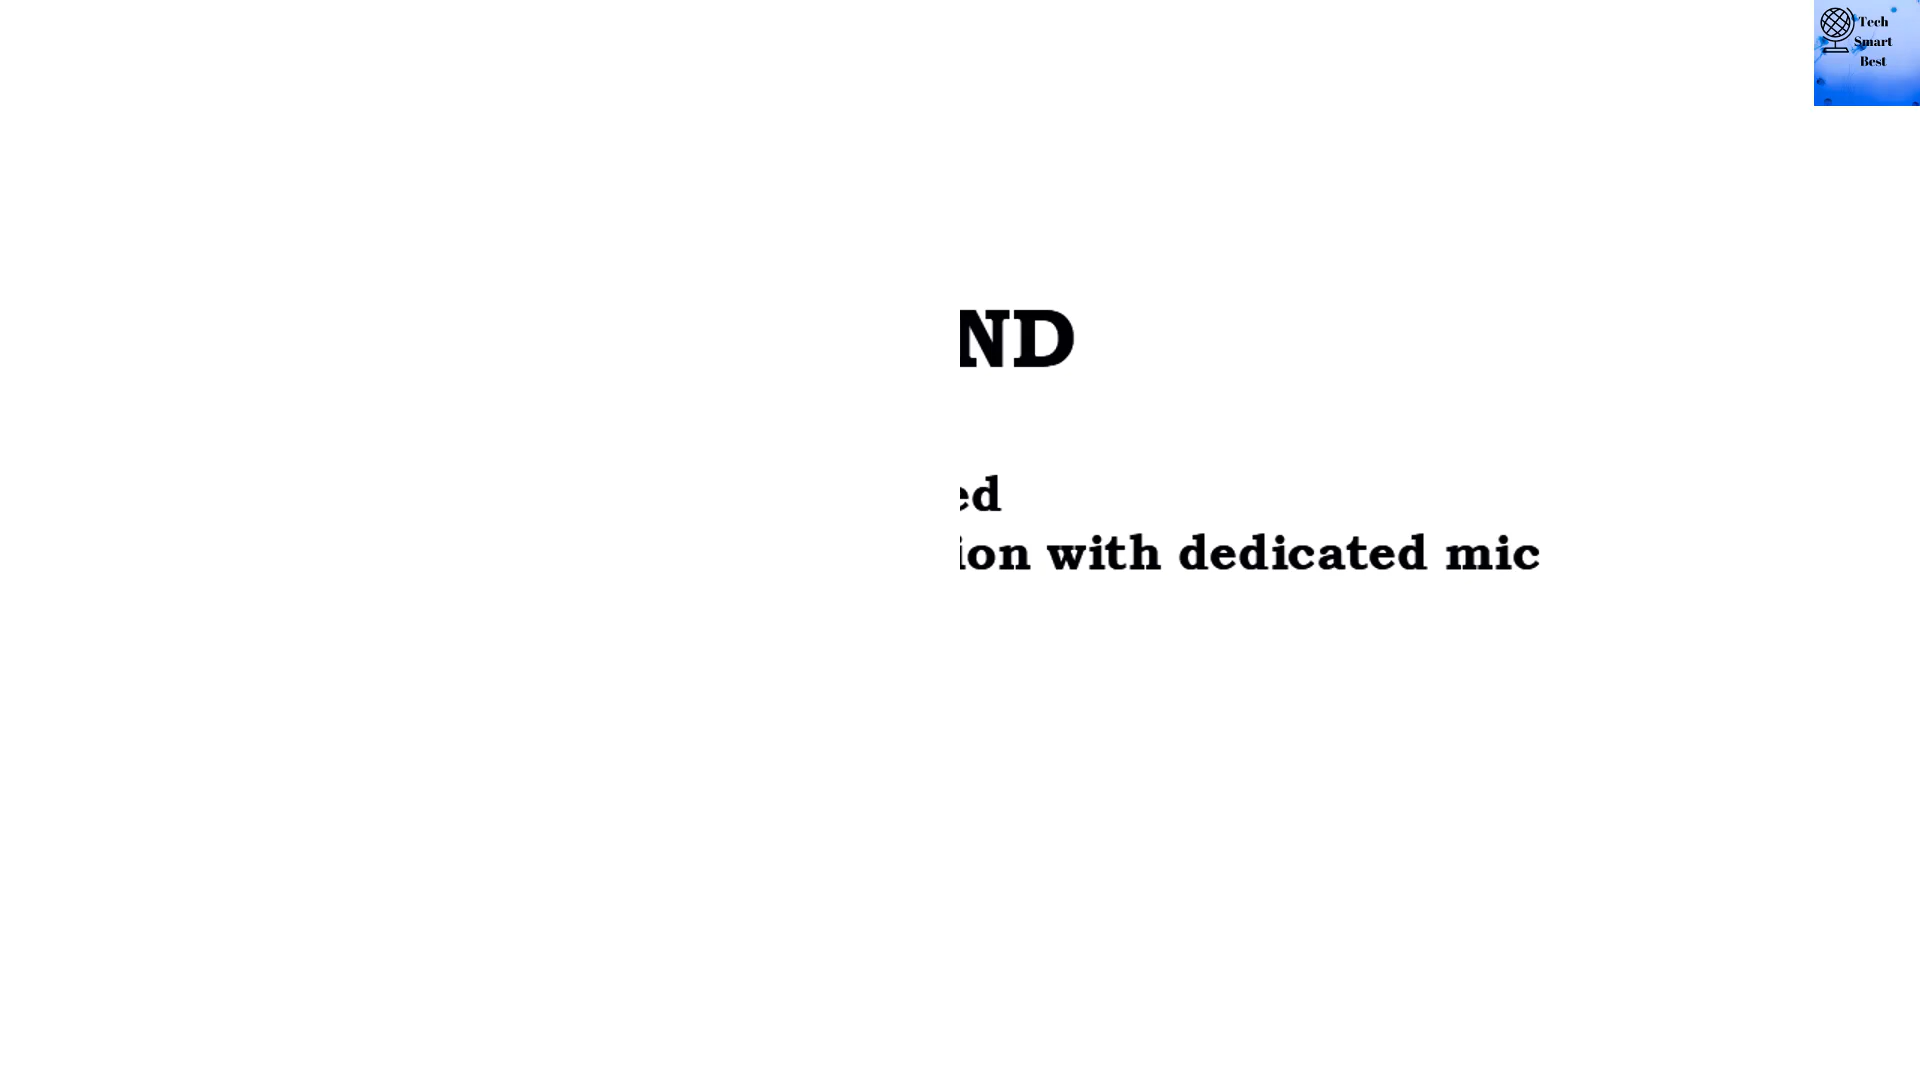 Tech
Smart
Best
ND
ed
ion with dedicated mic